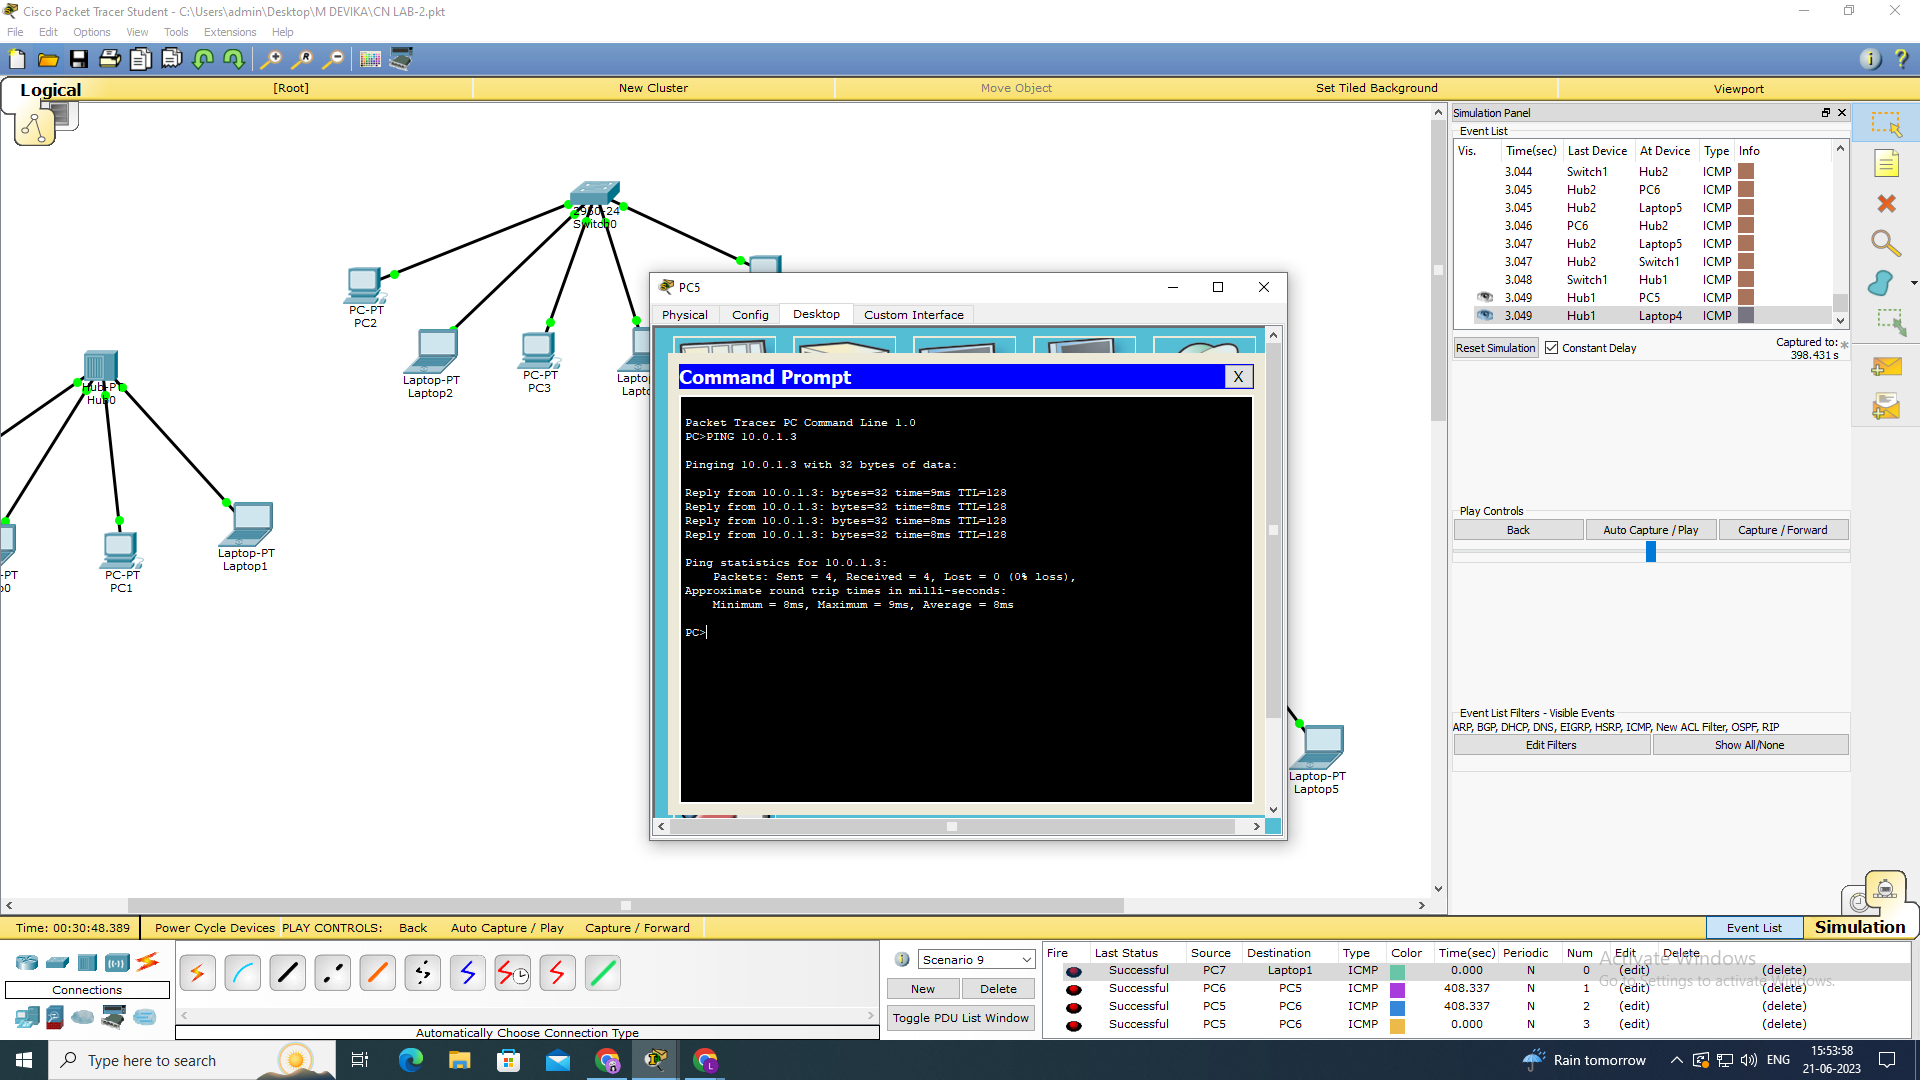 Cisco Packet Tracer Student - C:\Users\admin\Desktop\M DEVIKA\CN LAB-2.pkt
File Edit Options View Tools Extensions Help
Logical
[Root]
New Cluster
Move Object
Set Tiled Background
Viewport
2950-24
Switch0
PC-PT
PC2
Laptop-PT
Laptop2
PC-PT
PC3
Hub-PT
Hub0
PC-PT
PC1
Laptop-PT
Laptop1
Laptop-PT
Laptop5
PC5
Physical Config Desktop Custom Interface
Command Prompt
X
Packet Tracer PC Command Line 1.0
PC>PING 10.0.1.3
Pinging 10.0.1.3 with 32 bytes of data:
Reply from 10.0.1.3: bytes=32 time=9ms TTL=128
Reply from 10.0.1.3: bytes=32 time=8ms TTL=128
Reply from 10.0.1.3: bytes=32 time=8ms TTL=128
Reply from 10.0.1.3: bytes=32 time=8ms TTL=128
Ping statistics for 10.0.1.3:
Packets: Sent = 4, Received = 4, Lost = 0 (0% loss),
Approximate round trip times in milli-seconds:
Minimum = 8ms, Maximum = 9ms, Average = 8ms
PC>
Simulation Panel
Event List
Vis. Time(sec) Last Device At Device Type Info
3.044 Switch1 Hub2 ICMP
3.045 Hub2 PC6 ICMP
3.045 Hub2 Laptop5 ICMP
3.046 PC6 Hub2 ICMP
3.047 Hub2 Laptop5 ICMP
3.047 Hub2 Switch1 ICMP
3.048 Switch1 Hub1 ICMP
3.049 Hub1 PC5 ICMP
3.049 Hub1 Laptop4 ICMP
Reset Simulation
Constant Delay
Captured to:
398.431 s
Play Controls
Back
Auto Capture / Play
Capture / Forward
Event List Filters - Visible Events
ARP, BGP, DHCP, DNS, EIGRP, HSRP, ICMP, New ACL Filter, OSPF, RIP
Edit Filters
Show All/None
Time: 00:30:48.389
Power Cycle Devices PLAY CONTROLS: Back Auto Capture / Play Capture / Forward
Event List
Simulation
Connections
Automatically Choose Connection Type
Scenario 9
New
Delete
Toggle PDU List Window
Fire Last Status Source Destination Type Color Time(sec) Periodic Num Edit Delete
Successful PC7 Laptop1 ICMP 0.000 N 0 (edit) (delete)
Successful PC6 PC5 ICMP 408.337 N 1 (edit) (delete)
Successful PC5 PC6 ICMP 408.337 N 2 (edit) (delete)
Successful PC5 PC6 ICMP 0.000 N 3 (edit) (delete)
Activate Windows
Go to Settings to activate Windows.
Type here to search
Rain tomorrow
ENG
15:53:58
21-06-2023